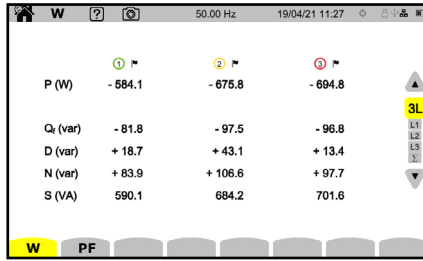 W ? 50.00 Hz 19/04/21 11:27
1 2 3
P (W) - 584.1 - 675.8 - 694.8
3L
Qf (var) - 81.8 - 97.5 - 96.8
L1
L2
D (var) + 18.7 + 43.1 + 13.4
L3
Σ
N (var) + 83.9 + 106.6 + 97.7
S (VA) 590.1 684.2 701.6
W PF